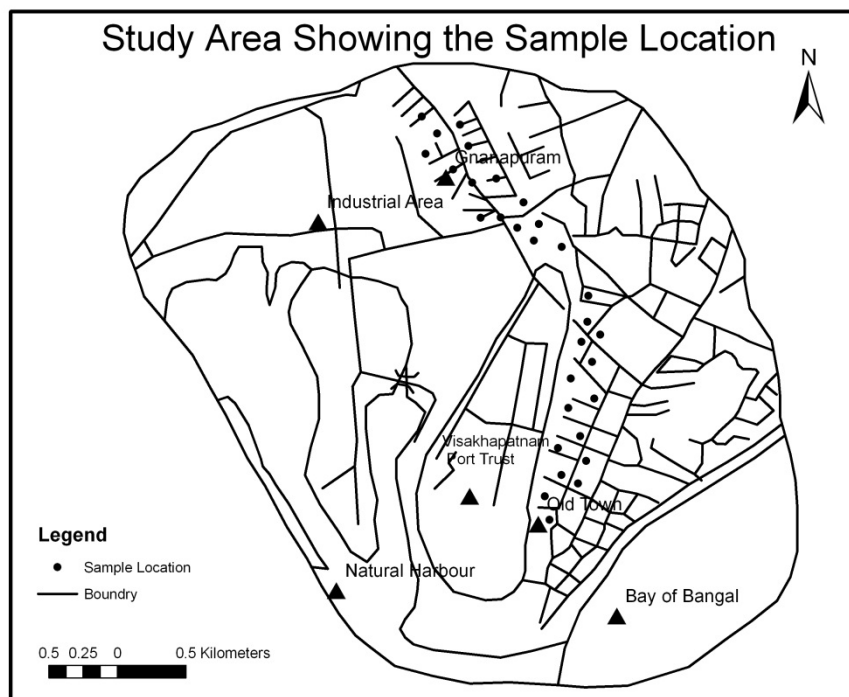 Study Area Showing the Sample Location
N
Gnanapuram
Industrial Area
Visakhapatnam
Port Trust
Old Town
Legend
Sample Location
Boundry
Natural Harbour
Bay of Bangal
0.5 0.25 0 0.5 Kilometers